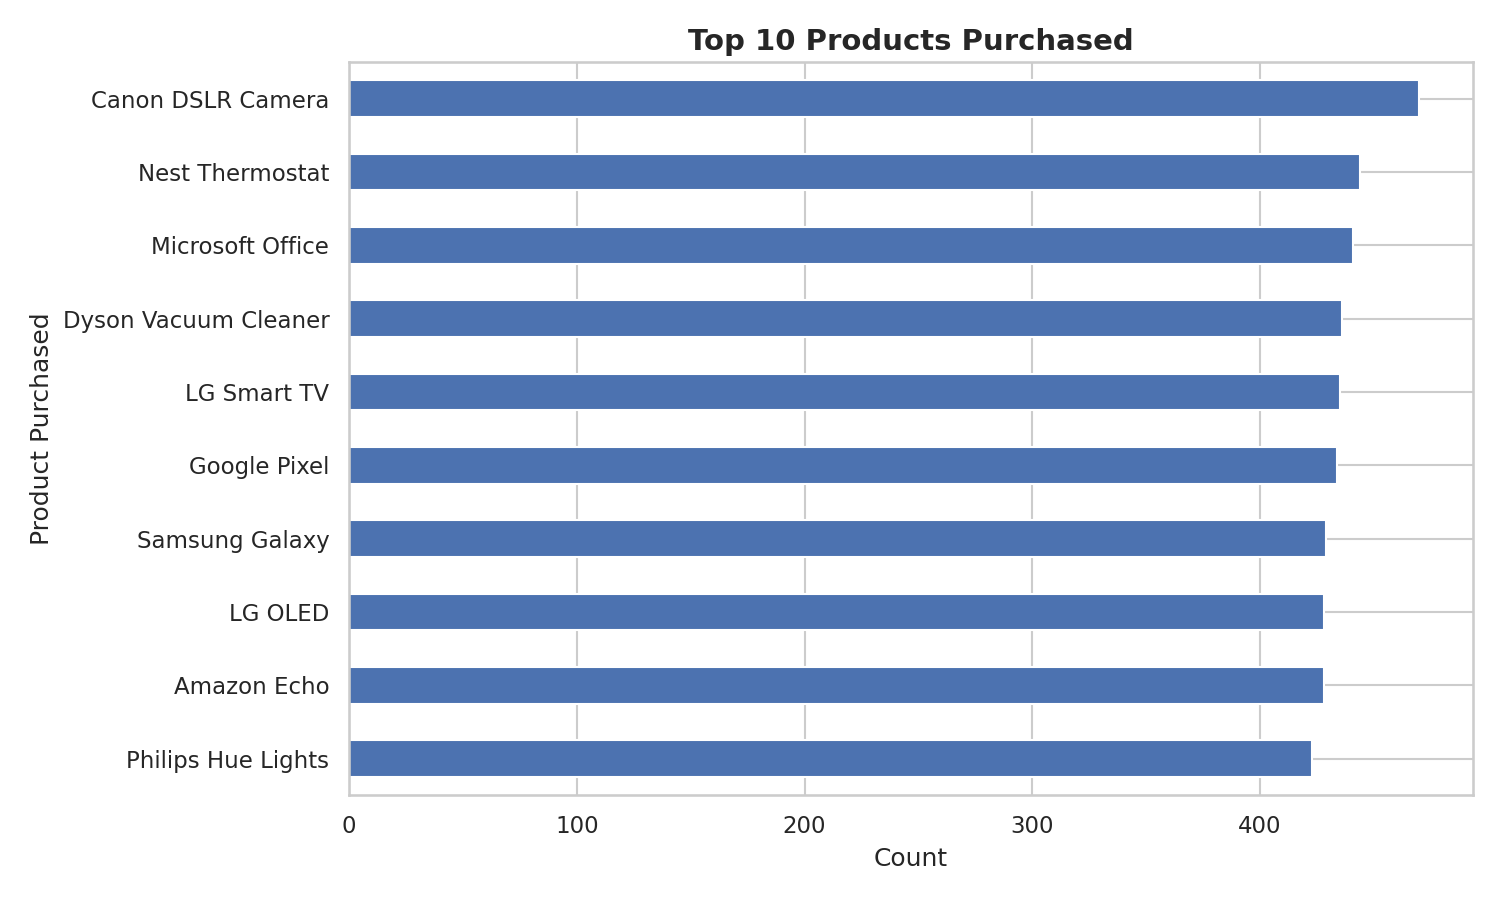 Top 10 Products Purchased
Product Purchased
Canon DSLR Camera
Nest Thermostat
Microsoft Office
Dyson Vacuum Cleaner
LG Smart TV
Google Pixel
Samsung Galaxy
LG OLED
Amazon Echo
Philips Hue Lights
0 100 200 300 400
Count